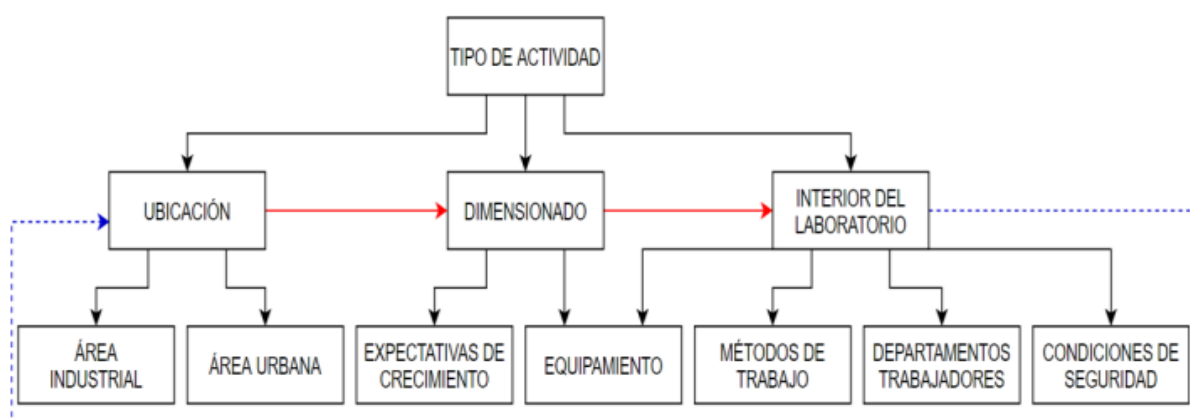 TIPO DE ACTIVIDAD
UBICACIÓN
DIMENSIONADO
INTERIOR DEL
LABORATORIO
ÁREA
INDUSTRIAL
ÁREA URBANA
EXPECTATIVAS DE
CRECIMIENTO
EQUIPAMIENTO
MÉTODOS DE
TRABAJO
DEPARTAMENTOS
TRABAJADORES
CONDICIONES DE
SEGURIDAD